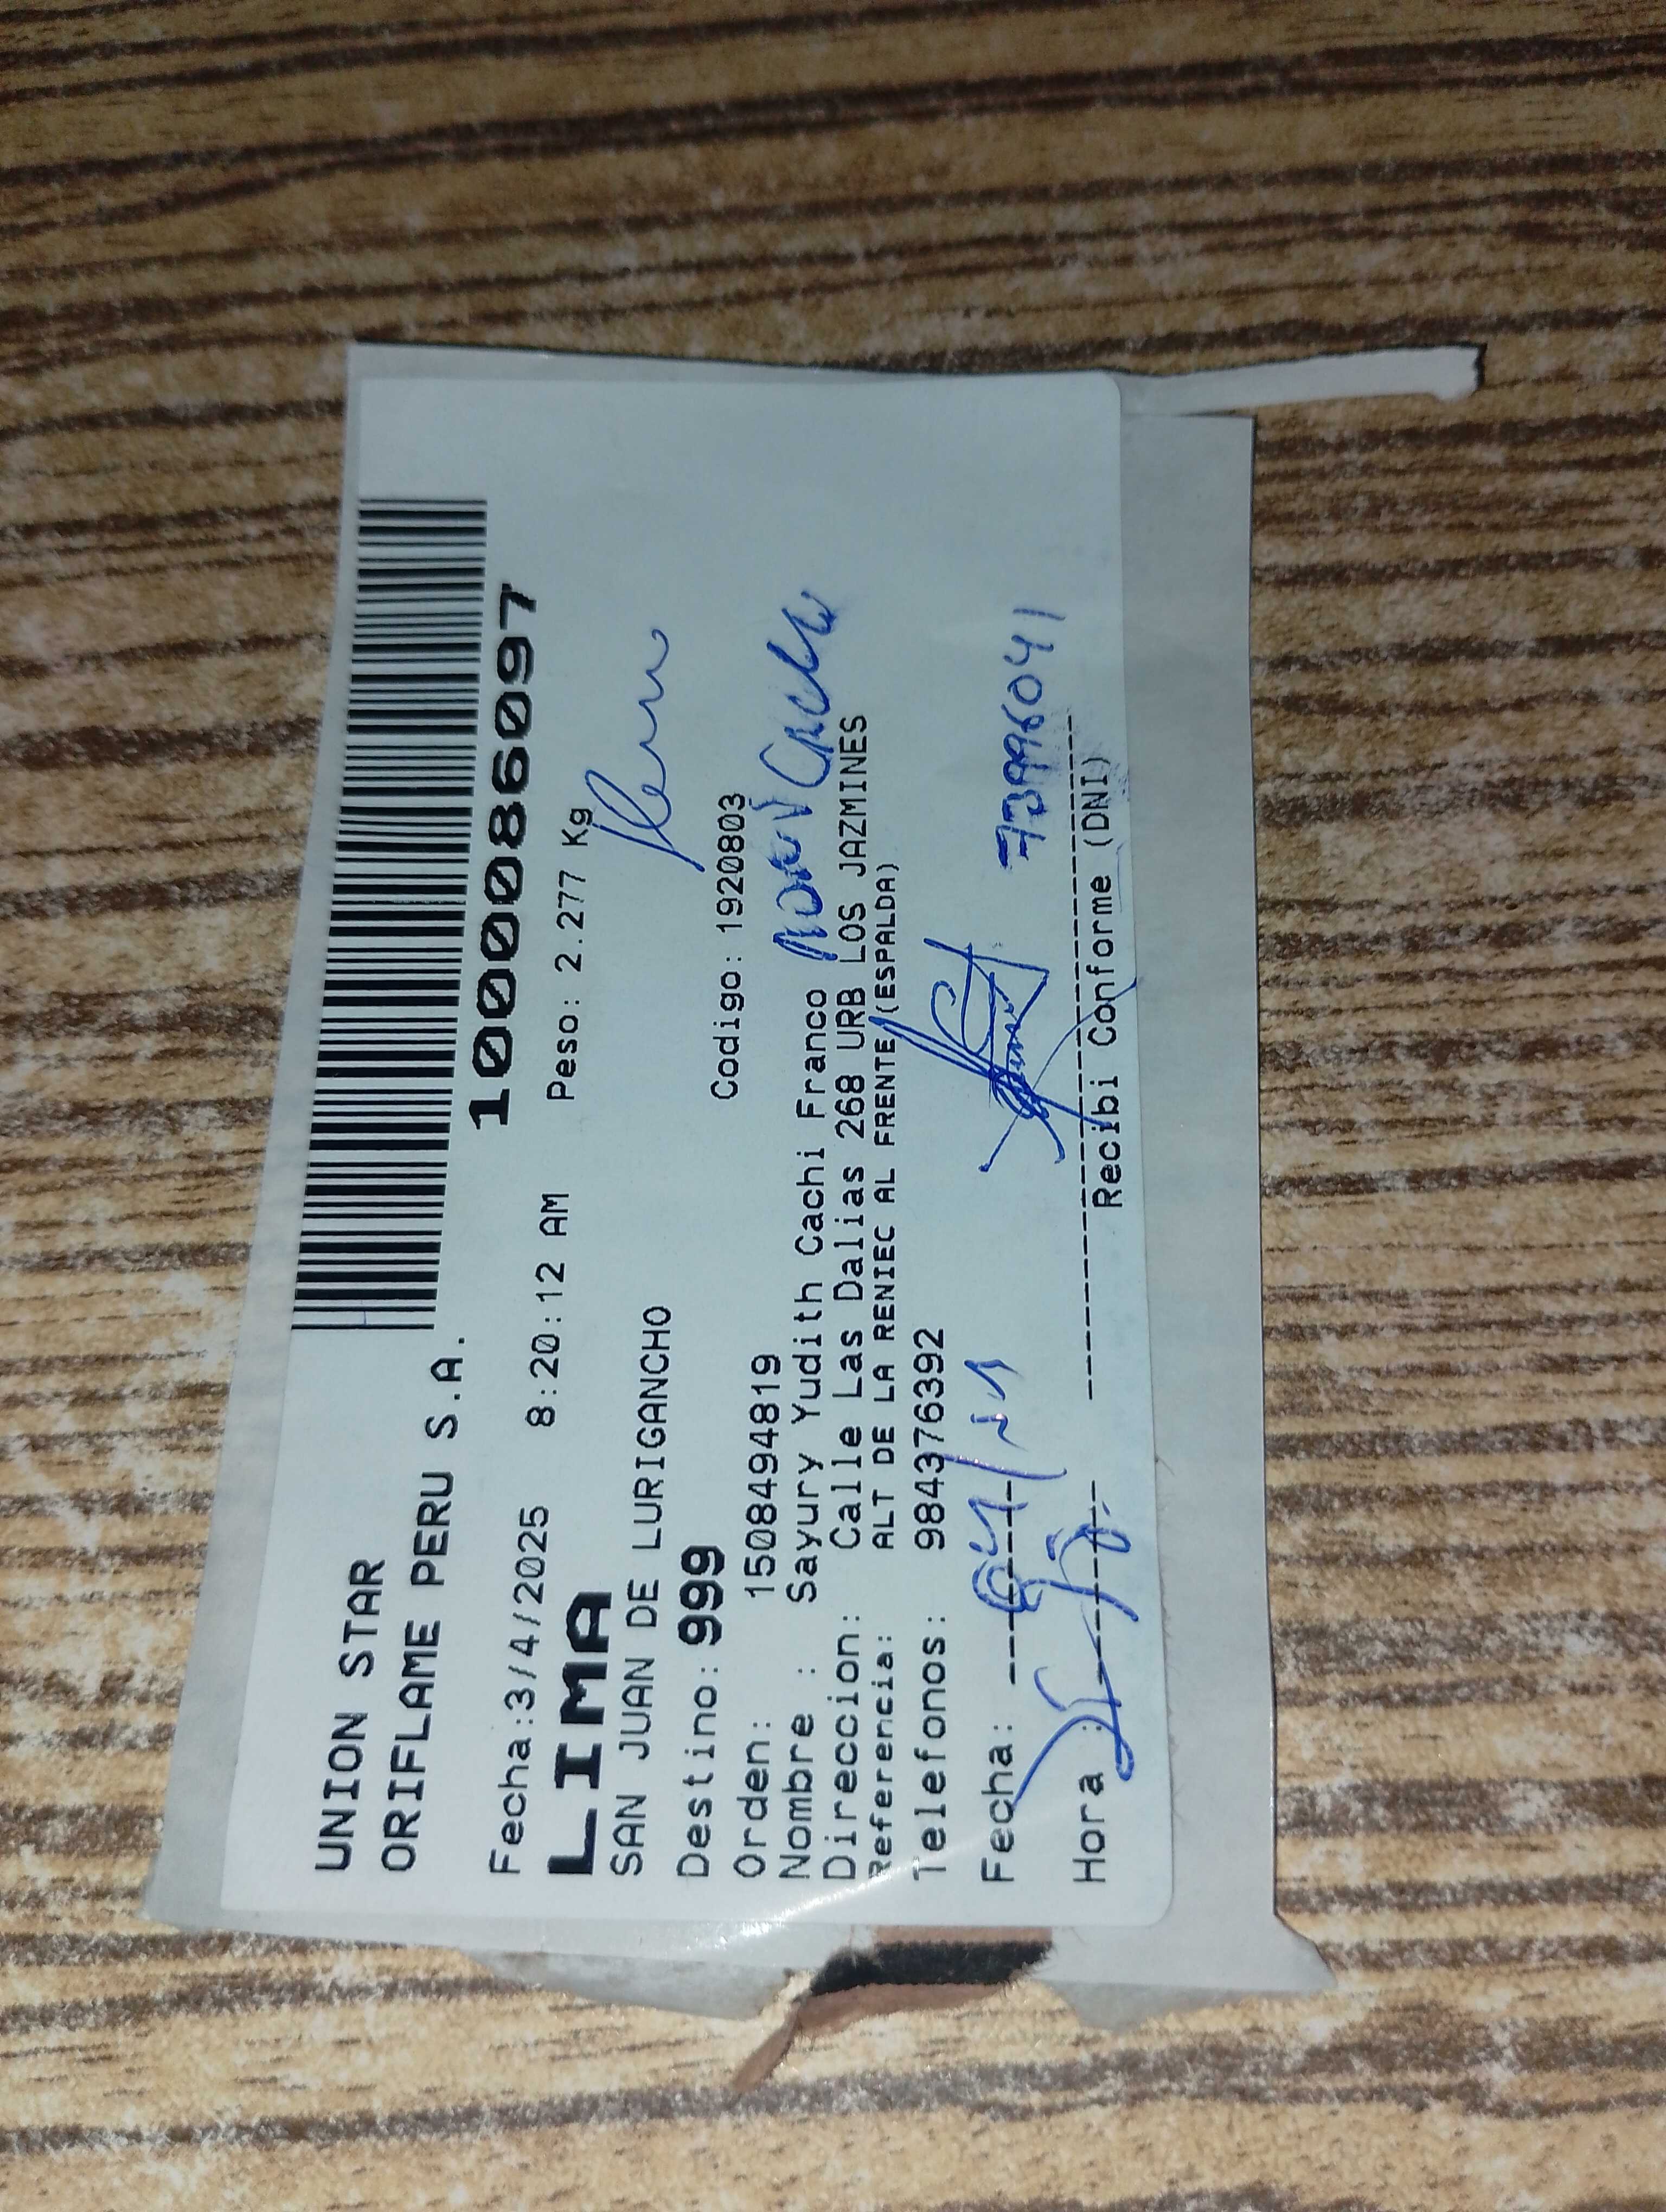 UNION STAR
ORIFLAME PERU S.A.
1000086097
Fecha:3/4/2025 8:20:12 AM Peso: 2.277 Kg
LIMA
SAN JUAN DE LURIGANCHO
Destino: 999
Codigo: 1920803
Orden: 1508494819
Nombre : Sayury Yudith Cachi Franco
Direccion: Calle Las Dalias 268 URB LOS JAZMINES
Referencia: ALT DE LA RENIEC AL FRENTE (ESPALDA)
Telefonos: 984376392
Fecha:
Hora :
Recibi Conforme (DNI)